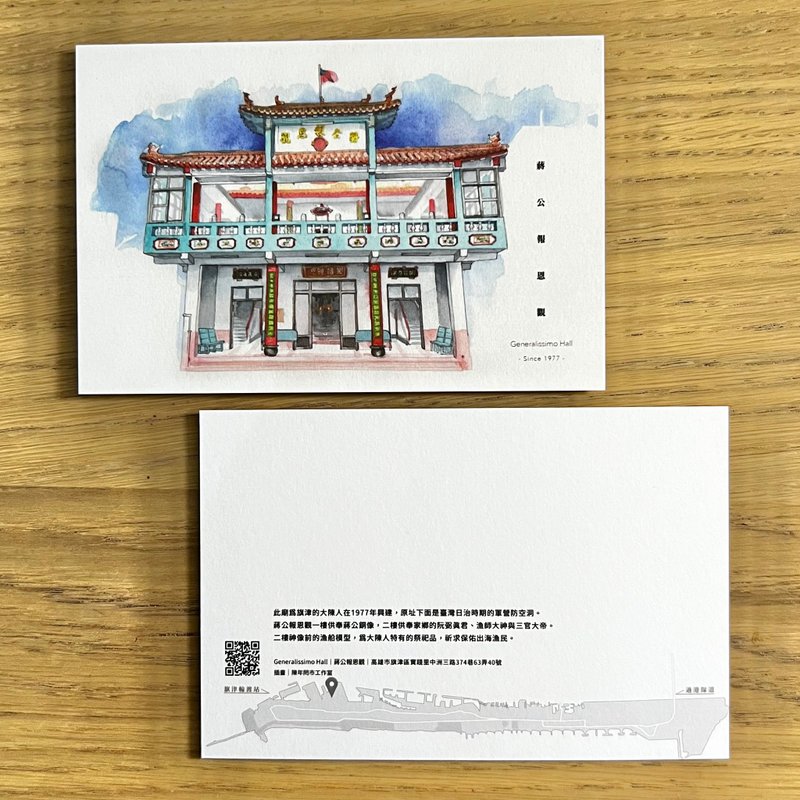 蔣公報恩觀
Generalissimo Hall
- Since 1977 -
此廟爲旗津的大陳人在1977年興建，原址下面是臺灣日治時期的軍營防空洞。
蔣公報恩觀一樓供奉蔣公銅像，二樓供奉家鄉的阮弼眞君、漁師大神與三官大帝。
二樓神像前的漁船模型，爲大陳人特有的祭祀品，祈求保佑出海漁民。
Generalissimo Hall｜蔣公報恩觀｜高雄市旗津區實踐里中洲三路374巷63弄40號
插畫｜陳年閂市工作室
旗津輪渡站
過港隧道